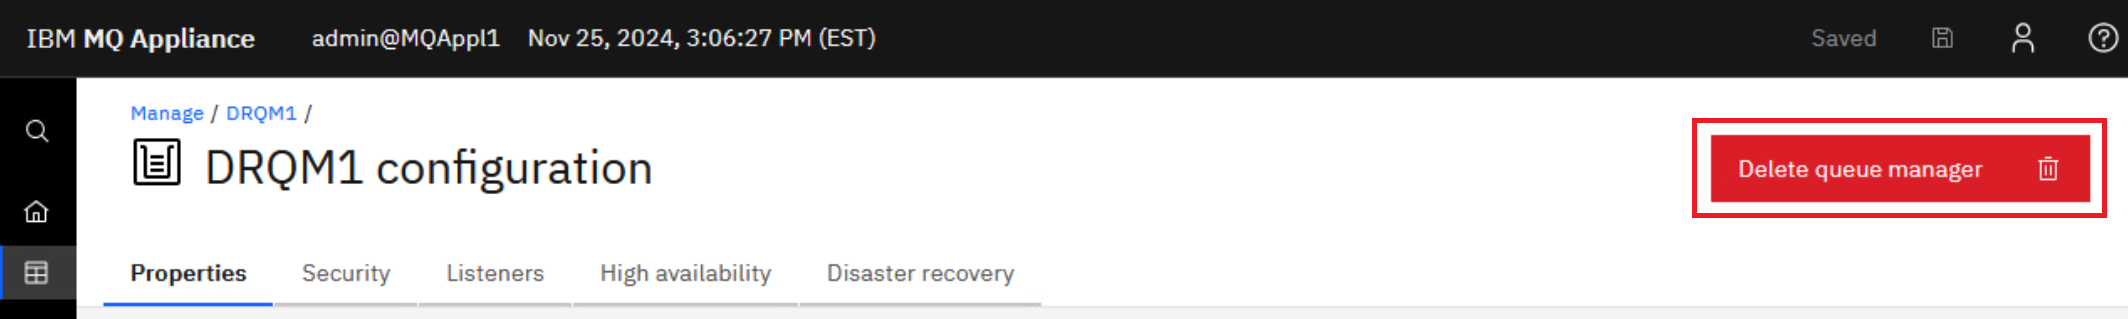 IBM MQ Appliance admin@MQAppl1 Nov 25, 2024, 3:06:27 PM (EST) Saved
Manage / DRQM1 /
DRQM1 configuration
Delete queue manager
Properties Security Listeners High availability Disaster recovery